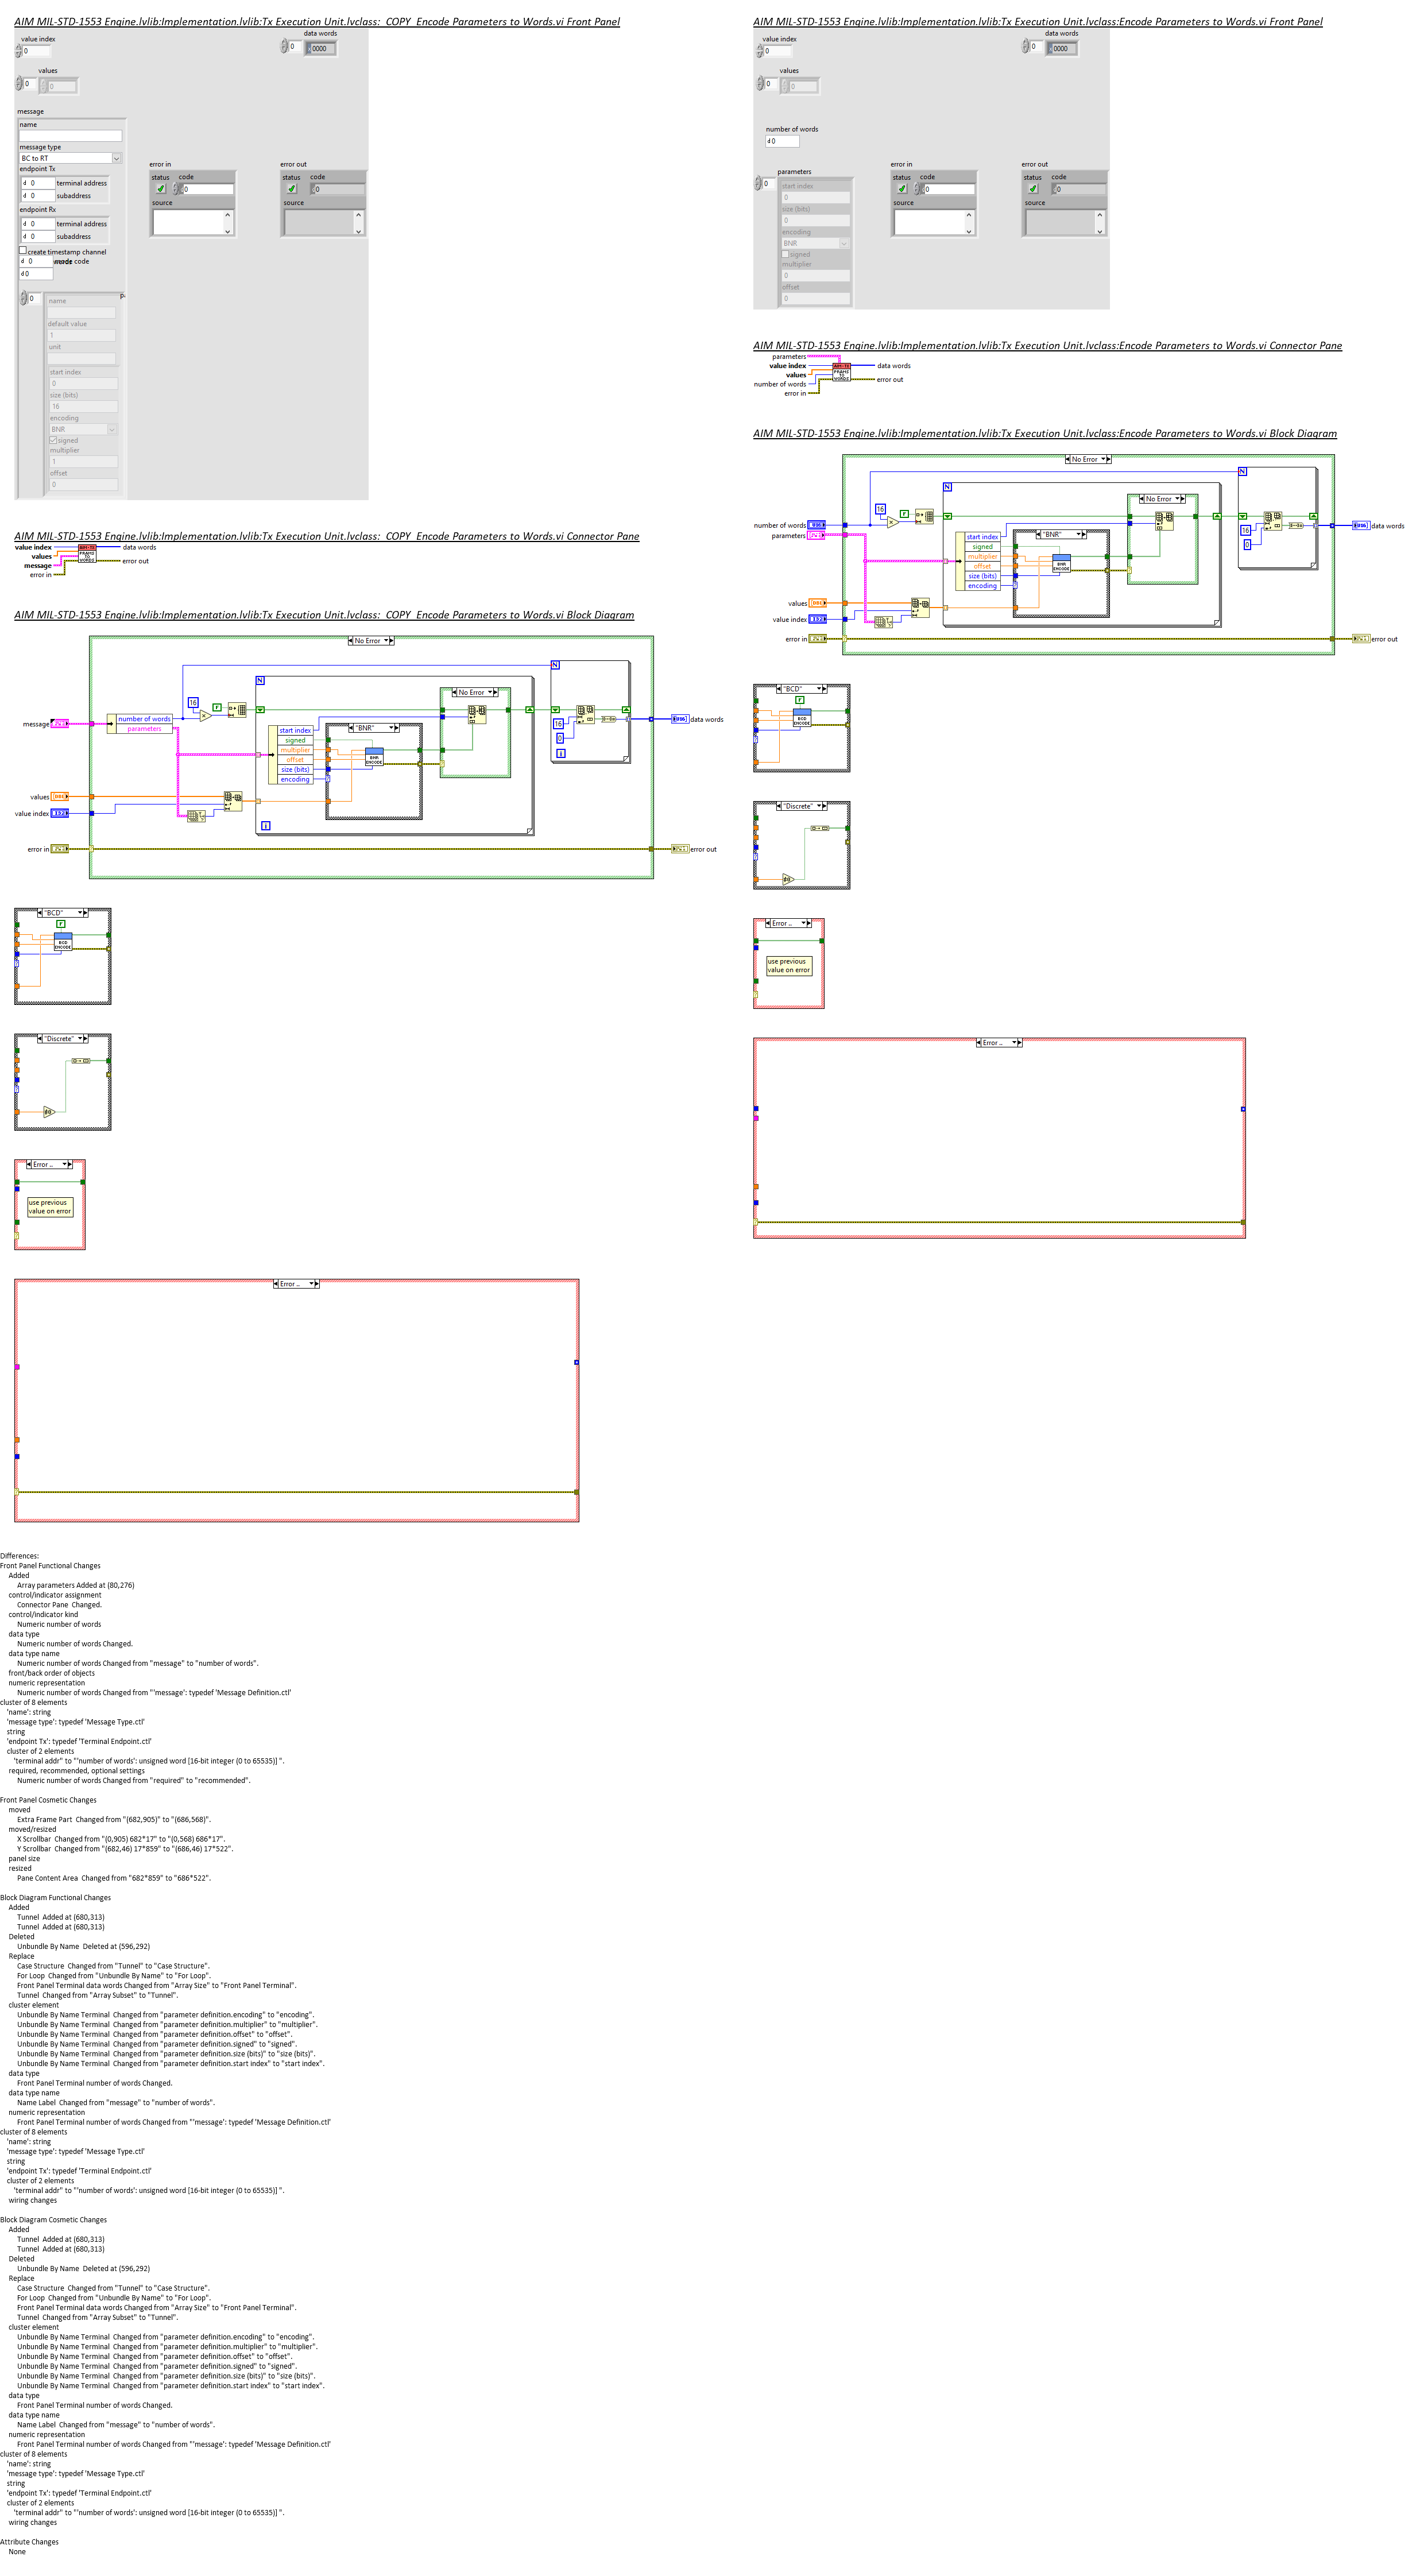 AIM MIL-STD-1553 Engine.lvlib:Implementation.lvlib:Tx Execution Unit.lvclass:_COPY_Encode Parameters to Words.vi Front Panel
value index
0
data words
0
0000
values
0
0
message
name
message type
BC to RT
endpoint Tx
0 terminal address
0 subaddress
endpoint Rx
0 terminal address
0 subaddress
create timestamp channel
0 mode code
0
0
name
default value
1
unit
start index
0
size (bits)
16
encoding
BNR
signed
multiplier
1
offset
0
error in
status code
0
source
error out
status code
0
source
AIM MIL-STD-1553 Engine.lvlib:Implementation.lvlib:Tx Execution Unit.lvclass:_COPY_Encode Parameters to Words.vi Connector Pane
value index
values
message
error in
data words
error out
AIM MIL-STD-1553 Engine.lvlib:Implementation.lvlib:Tx Execution Unit.lvclass:_COPY_Encode Parameters to Words.vi Block Diagram
No Error
N
16
F
message
number of words
parameters
N
start index
signed
multiplier
offset
size (bits)
encoding
"BNR"
BNR
ENCODE
No Error
N
16
0
i
data words
values
value index
i
error in
error out
"BCD"
F
BCD
ENCODE
"Discrete"
Error ..
use previous
value on error
Error ..
AIM MIL-STD-1553 Engine.lvlib:Implementation.lvlib:Tx Execution Unit.lvclass:Encode Parameters to Words.vi Front Panel
value index
0
data words
0
0000
values
0
0
number of words
0
parameters
0
start index
0
size (bits)
0
encoding
BNR
signed
multiplier
0
offset
0
error in
status code
0
source
error out
status code
0
source
AIM MIL-STD-1553 Engine.lvlib:Implementation.lvlib:Tx Execution Unit.lvclass:Encode Parameters to Words.vi Connector Pane
parameters
value index
values
number of words
error in
data words
error out
AIM MIL-STD-1553 Engine.lvlib:Implementation.lvlib:Tx Execution Unit.lvclass:Encode Parameters to Words.vi Block Diagram
No Error
N
16
F
number of words
parameters
N
start index
signed
multiplier
offset
size (bits)
encoding
"BNR"
BNR
ENCODE
No Error
N
16
0
data words
values
value index
error in
error out
"BCD"
F
BCD
ENCODE
"Discrete"
Error ..
use previous
value on error
Error ..
Differences:
Front Panel Functional Changes
Added
Array parameters Added at (80,276)
control/indicator assignment
Connector Pane  Changed.
control/indicator kind
Numeric number of words
data type
Numeric number of words Changed.
data type name
Numeric number of words Changed from "message" to "number of words".
front/back order of objects
numeric representation
Numeric number of words Changed from "'message': typedef 'Message Definition.ctl'
cluster of 8 elements
'name': string
'message type': typedef 'Message Type.ctl'
string
'endpoint Tx': typedef 'Terminal Endpoint.ctl'
cluster of 2 elements
'terminal addr" to "'number of words': unsigned word [16-bit integer (0 to 65535)] ".
required, recommended, optional settings
Numeric number of words Changed from "required" to "recommended".
Front Panel Cosmetic Changes
moved
Extra Frame Part  Changed from "(682,905)" to "(686,568)".
moved/resized
X Scrollbar  Changed from "(0,905) 682*17" to "(0,568) 686*17".
Y Scrollbar  Changed from "(682,46) 17*859" to "(686,46) 17*522".
panel size
resized
Pane Content Area  Changed from "682*859" to "686*522".
Block Diagram Functional Changes
Added
Tunnel  Added at (680,313)
Tunnel  Added at (680,313)
Deleted
Unbundle By Name  Deleted at (596,292)
Replace
Case Structure  Changed from "Tunnel" to "Case Structure".
For Loop  Changed from "Unbundle By Name" to "For Loop".
Front Panel Terminal data words Changed from "Array Size" to "Front Panel Terminal".
Tunnel  Changed from "Array Subset" to "Tunnel".
cluster element
Unbundle By Name Terminal  Changed from "parameter definition.encoding" to "encoding".
Unbundle By Name Terminal  Changed from "parameter definition.multiplier" to "multiplier".
Unbundle By Name Terminal  Changed from "parameter definition.offset" to "offset".
Unbundle By Name Terminal  Changed from "parameter definition.signed" to "signed".
Unbundle By Name Terminal  Changed from "parameter definition.size (bits)" to "size (bits)".
Unbundle By Name Terminal  Changed from "parameter definition.start index" to "start index".
data type
Front Panel Terminal number of words Changed.
data type name
Name Label  Changed from "message" to "number of words".
numeric representation
Front Panel Terminal number of words Changed from "'message': typedef 'Message Definition.ctl'
cluster of 8 elements
'name': string
'message type': typedef 'Message Type.ctl'
string
'endpoint Tx': typedef 'Terminal Endpoint.ctl'
cluster of 2 elements
'terminal addr" to "'number of words': unsigned word [16-bit integer (0 to 65535)] ".
wiring changes
Block Diagram Cosmetic Changes
Added
Tunnel  Added at (680,313)
Tunnel  Added at (680,313)
Deleted
Unbundle By Name  Deleted at (596,292)
Replace
Case Structure  Changed from "Tunnel" to "Case Structure".
For Loop  Changed from "Unbundle By Name" to "For Loop".
Front Panel Terminal data words Changed from "Array Size" to "Front Panel Terminal".
Tunnel  Changed from "Array Subset" to "Tunnel".
cluster element
Unbundle By Name Terminal  Changed from "parameter definition.encoding" to "encoding".
Unbundle By Name Terminal  Changed from "parameter definition.multiplier" to "multiplier".
Unbundle By Name Terminal  Changed from "parameter definition.offset" to "offset".
Unbundle By Name Terminal  Changed from "parameter definition.signed" to "signed".
Unbundle By Name Terminal  Changed from "parameter definition.size (bits)" to "size (bits)".
Unbundle By Name Terminal  Changed from "parameter definition.start index" to "start index".
data type
Front Panel Terminal number of words Changed.
data type name
Name Label  Changed from "message" to "number of words".
numeric representation
Front Panel Terminal number of words Changed from "'message': typedef 'Message Definition.ctl'
cluster of 8 elements
'name': string
'message type': typedef 'Message Type.ctl'
string
'endpoint Tx': typedef 'Terminal Endpoint.ctl'
cluster of 2 elements
'terminal addr" to "'number of words': unsigned word [16-bit integer (0 to 65535)] ".
wiring changes
Attribute Changes
None